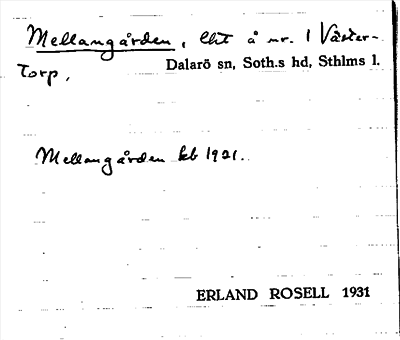 Mellangården, lht å nr. 1 Väster-
torp,
Dalarö sn, Soth.s hd, Sthlms l.
Mellangården kb 1921.
ERLAND ROSELL 1931